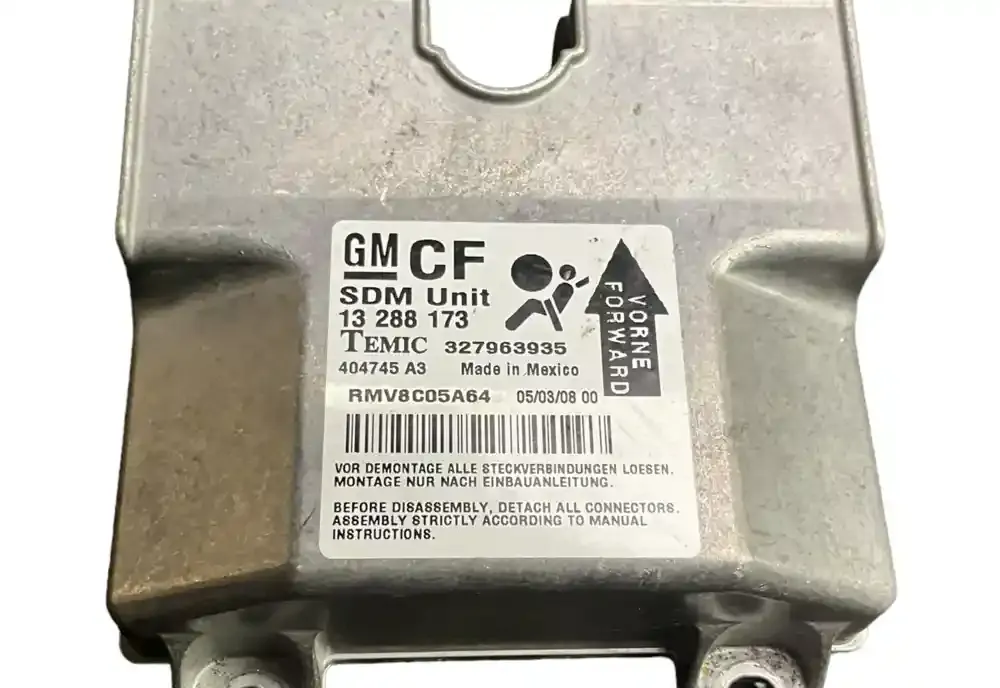 GM CF
SDM Unit
13 288 173
TEMIC 327963935
404745 A3 Made in Mexico
RMV8C05A64 05/03/08 00
VORNE
FORWARD
VOR DEMONTAGE ALLE STECKVERBINDUNGEN LOESEN.
MONTAGE NUR NACH EINBAUANLEITUNG.
BEFORE DISASSEMBLY, DETACH ALL CONNECTORS.
ASSEMBLY STRICTLY ACCORDING TO MANUAL
INSTRUCTIONS.